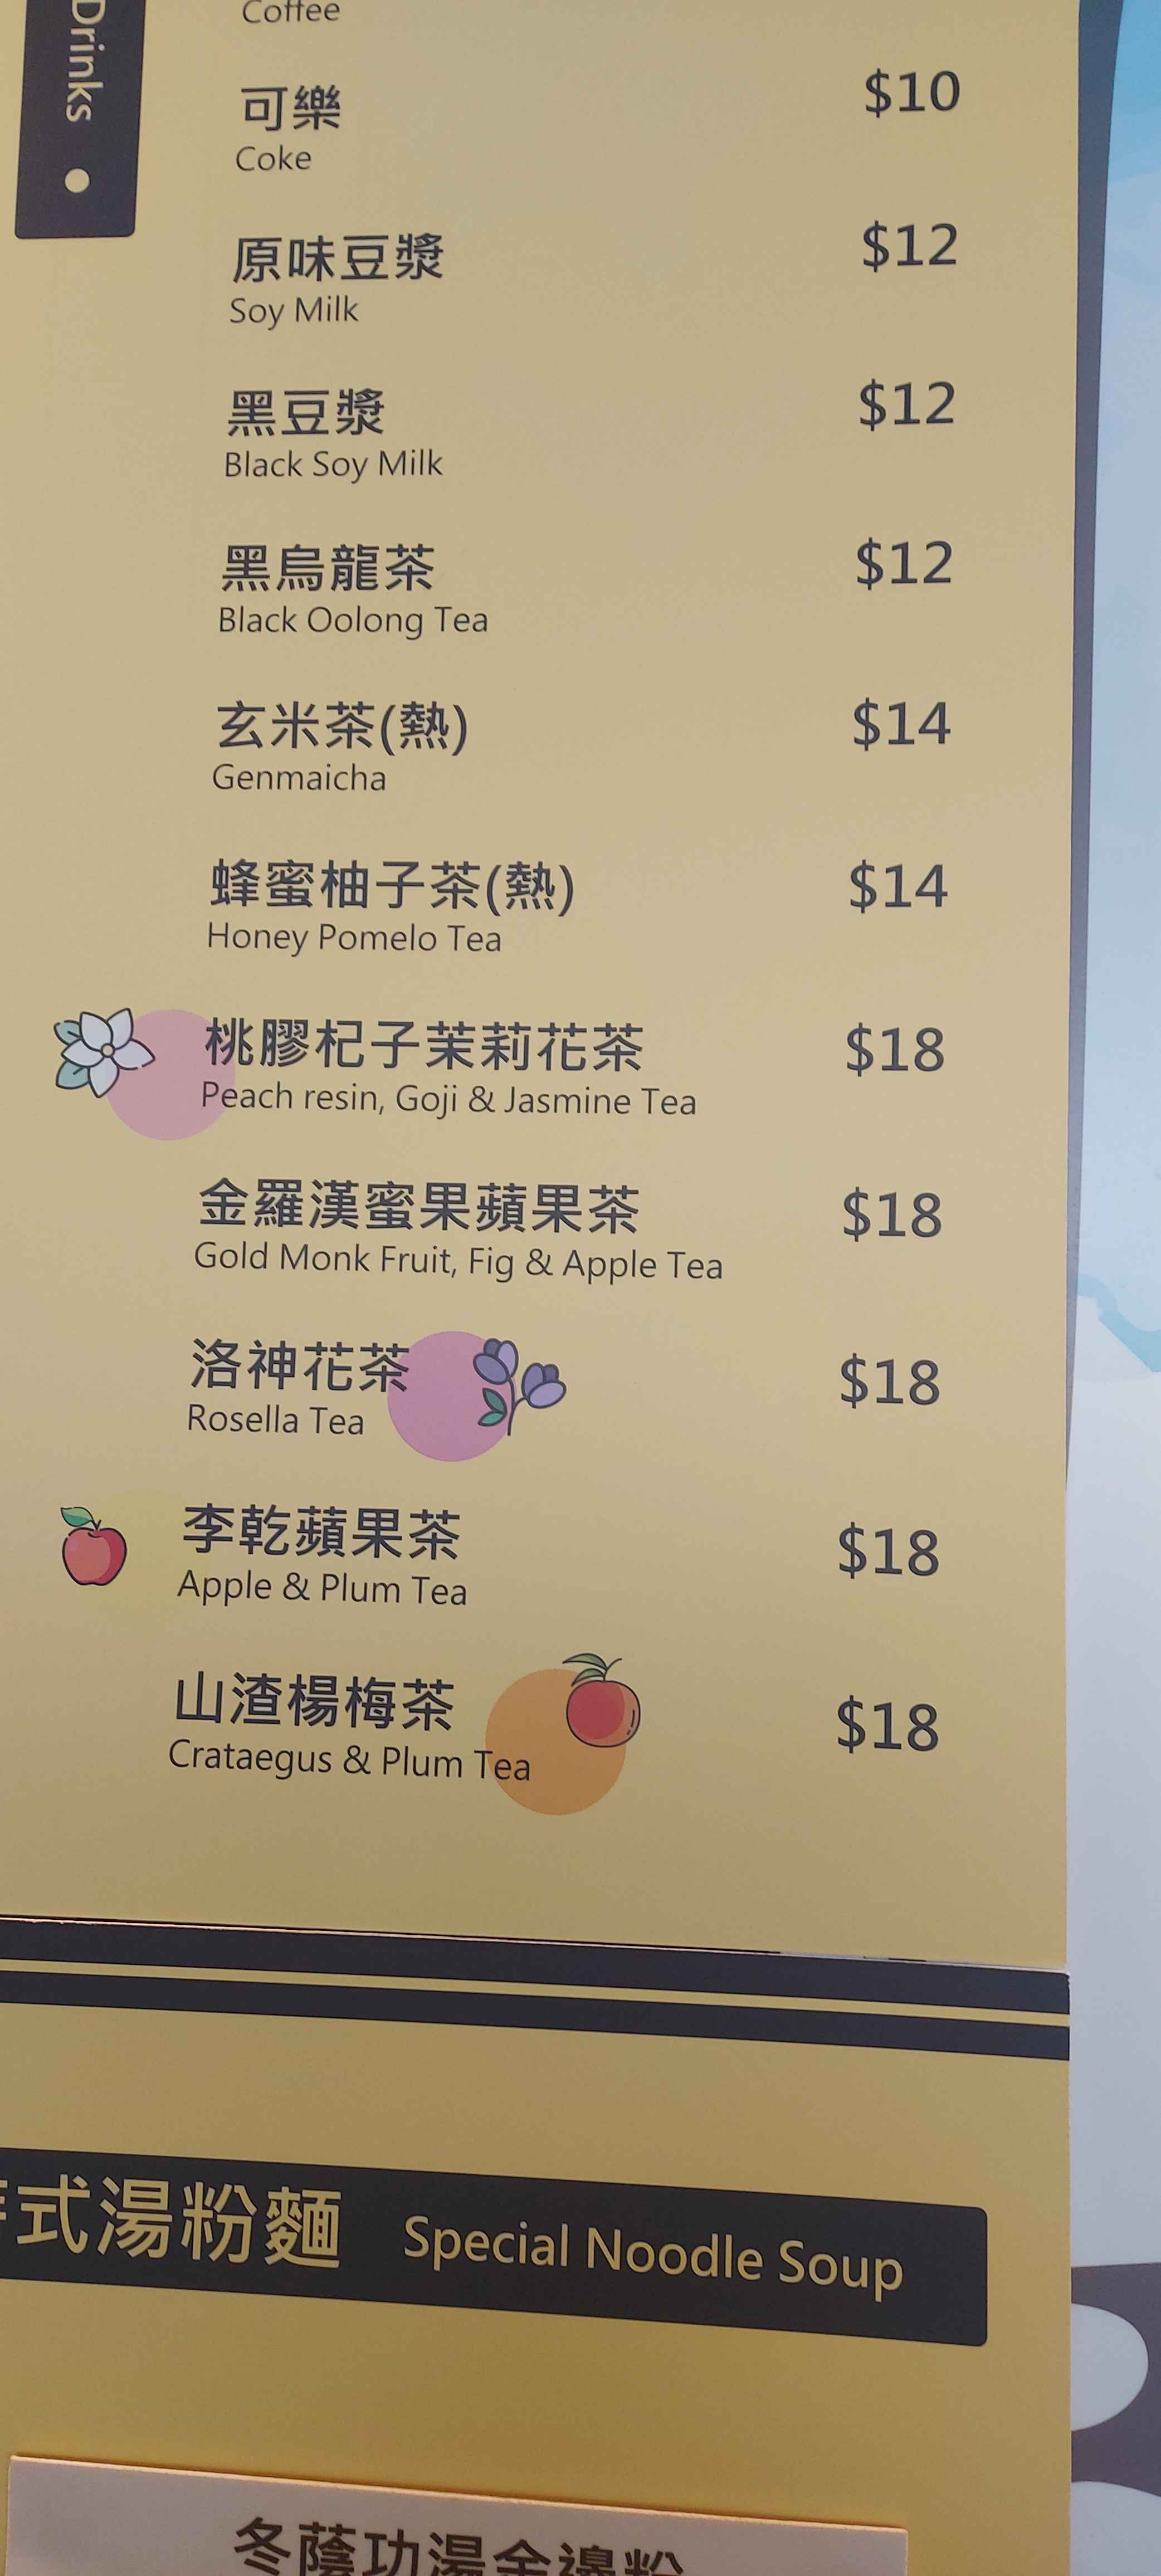 Drinks
Coffee
可樂 $10
Coke
原味豆漿 $12
Soy Milk
黑豆漿 $12
Black Soy Milk
黑烏龍茶 $12
Black Oolong Tea
玄米茶(熱) $14
Genmaicha
蜂蜜柚子茶(熱) $14
Honey Pomelo Tea
桃膠杞子茉莉花茶 $18
Peach resin, Goji & Jasmine Tea
金羅漢蜜果蘋果茶 $18
Gold Monk Fruit, Fig & Apple Tea
洛神花茶 $18
Rosella Tea
李乾蘋果茶 $18
Apple & Plum Tea
山渣楊梅茶 $18
Crataegus & Plum Tea
式湯粉麵 Special Noodle Soup
冬蔭功湯金邊粉